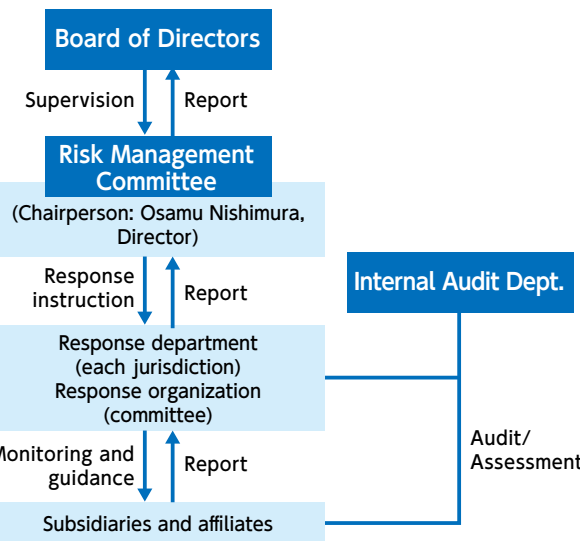 Board of Directors
Supervision
Report
Risk Management
Committee
(Chairperson: Osamu Nishimura,
Director)
Response
instruction
Report
Internal Audit Dept.
Response department
(each jurisdiction)
Response organization
(committee)
Monitoring and
guidance
Report
Audit/
Assessment
Subsidiaries and affiliates